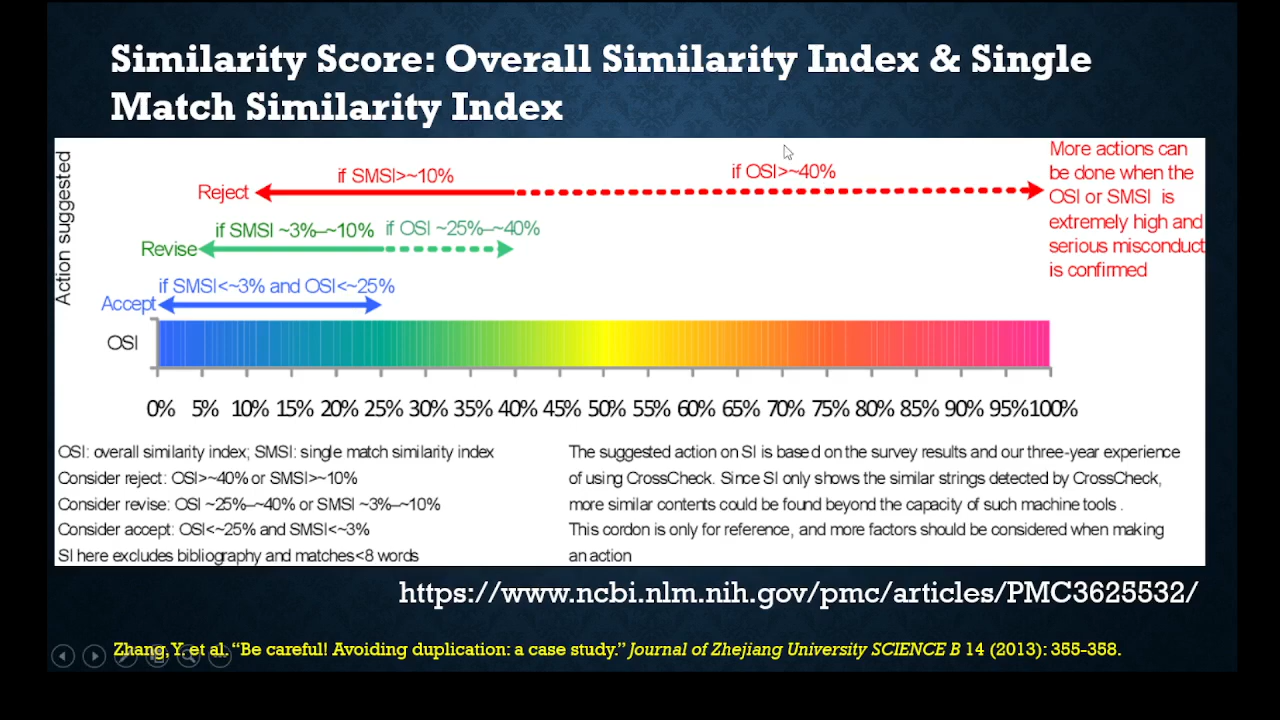 Similarity Score: Overall Similarity Index & Single
Match Similarity Index
Action suggested
Reject
if SMSI>~10%
if OSI>~40%
More actions can
be done when the
OSI or SMSI is
extremely high and
serious misconduct
is confirmed
Revise
if SMSI ~3%–~10%
if OSI ~25%–~40%
Accept
if SMSI<~3% and OSI<~25%
OSI
0% 5% 10% 15% 20% 25% 30% 35% 40% 45% 50% 55% 60% 65% 70% 75% 80% 85% 90% 95% 100%
OSI: overall similarity index; SMSI: single match similarity index
Consider reject: OSI>~40% or SMSI>~10%
Consider revise: OSI ~25%–~40% or SMSI ~3%–~10%
Consider accept: OSI<~25% and SMSI<~3%
SI here excludes bibliography and matches<8 words
The suggested action on SI is based on the survey results and our three-year experience
of using CrossCheck. Since SI only shows the similar strings detected by CrossCheck,
more similar contents could be found beyond the capacity of such machine tools .
This cordon is only for reference, and more factors should be considered when making
an action
https://www.ncbi.nlm.nih.gov/pmc/articles/PMC3625532/
Zhang, Y. et al. “Be careful! Avoiding duplication: a case study.” Journal of Zhejiang University SCIENCE B 14 (2013): 355-358.